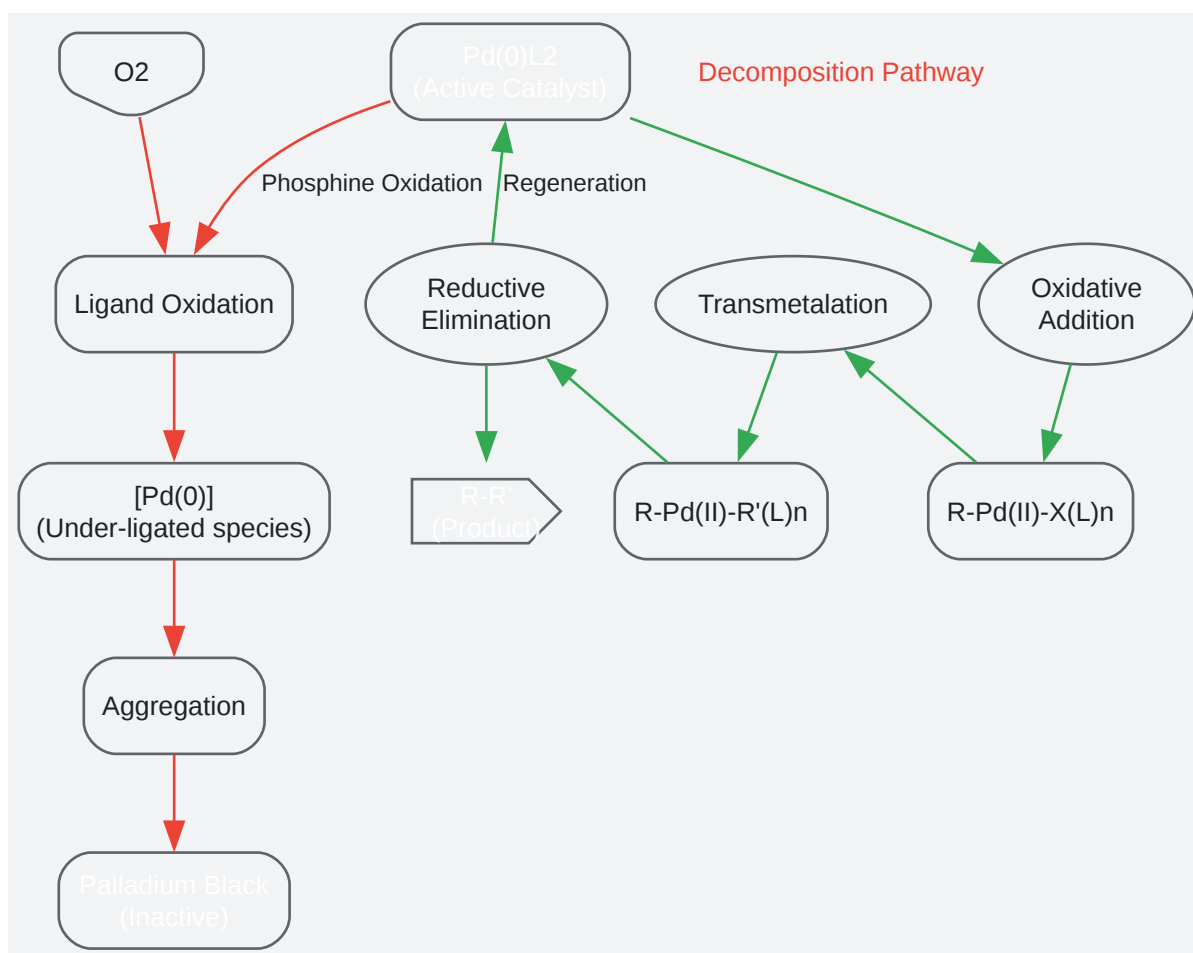 O2
Pd(0)L2
(Active Catalyst)
Decomposition Pathway
Phosphine Oxidation
Regeneration
Ligand Oxidation
Reductive
Elimination
Transmetalation
Oxidative
Addition
[Pd(0)]
(Under-ligated species)
R-R'
(Product)
R-Pd(II)-R'(L)n
R-Pd(II)-X(L)n
Aggregation
Palladium Black
(Inactive)